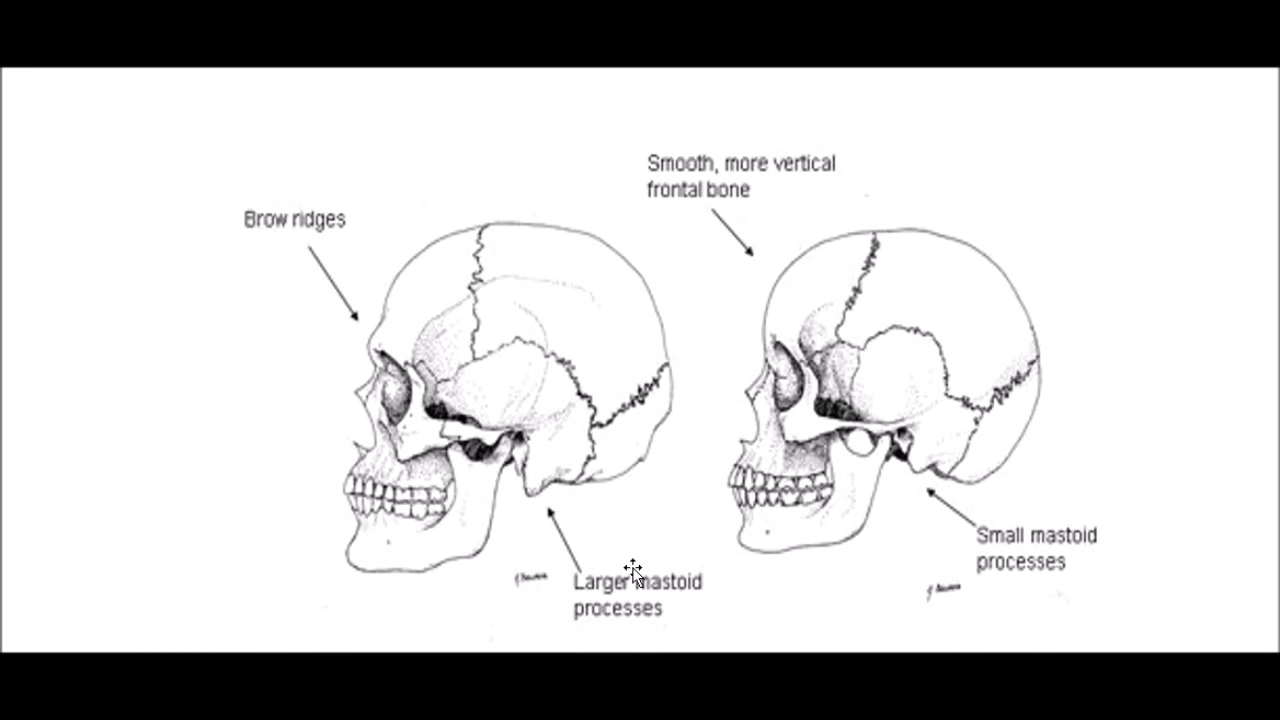 Smooth, more vertical
frontal bone
Brow ridges
Small mastoid
processes
Larger mastoid
processes